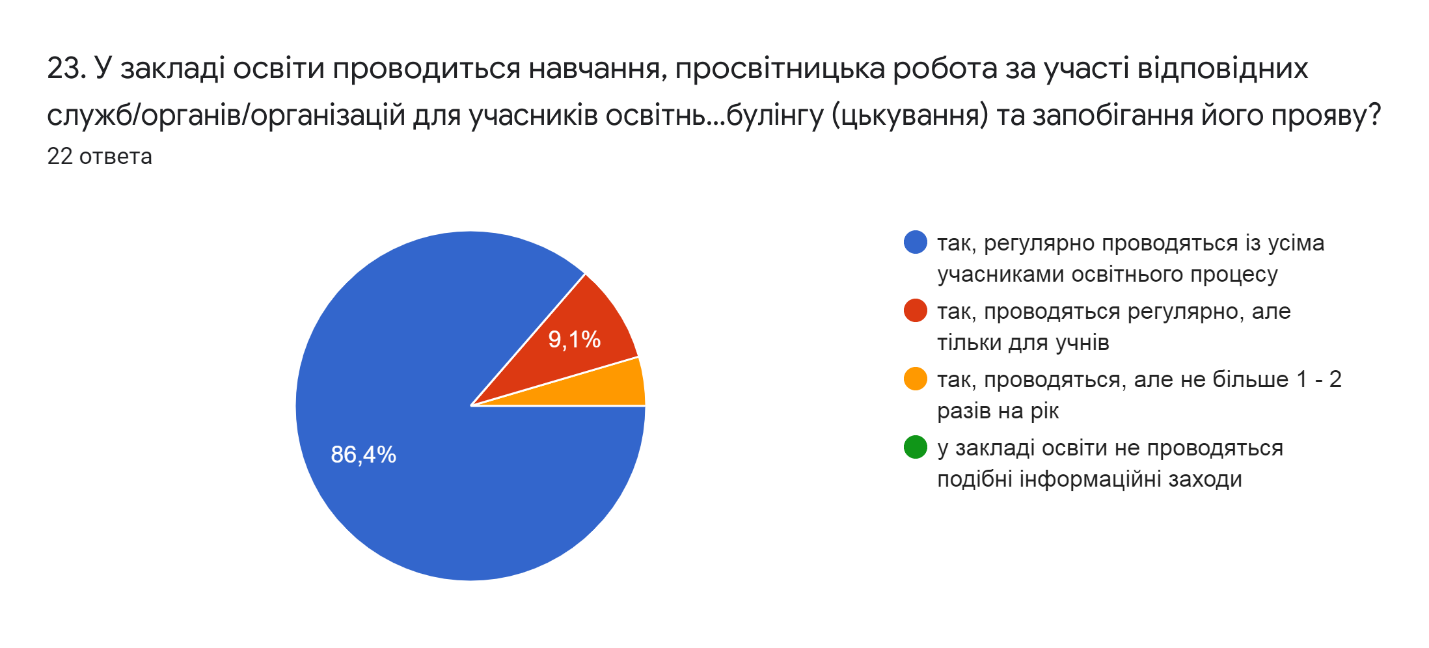 23. У закладі освіти проводиться навчання, просвітницька робота за участі відповідних
служб/органів/організацій для учасників освітнь...булінгу (цькування) та запобігання його прояву?
22 ответа
так, регулярно проводяться із усіма
учасниками освітнього процесу
так, проводяться регулярно, але
тільки для учнів
так, проводяться, але не більше 1 - 2
разів на рік
у закладі освіти не проводяться
подібні інформаційні заходи
9,1%
86,4%